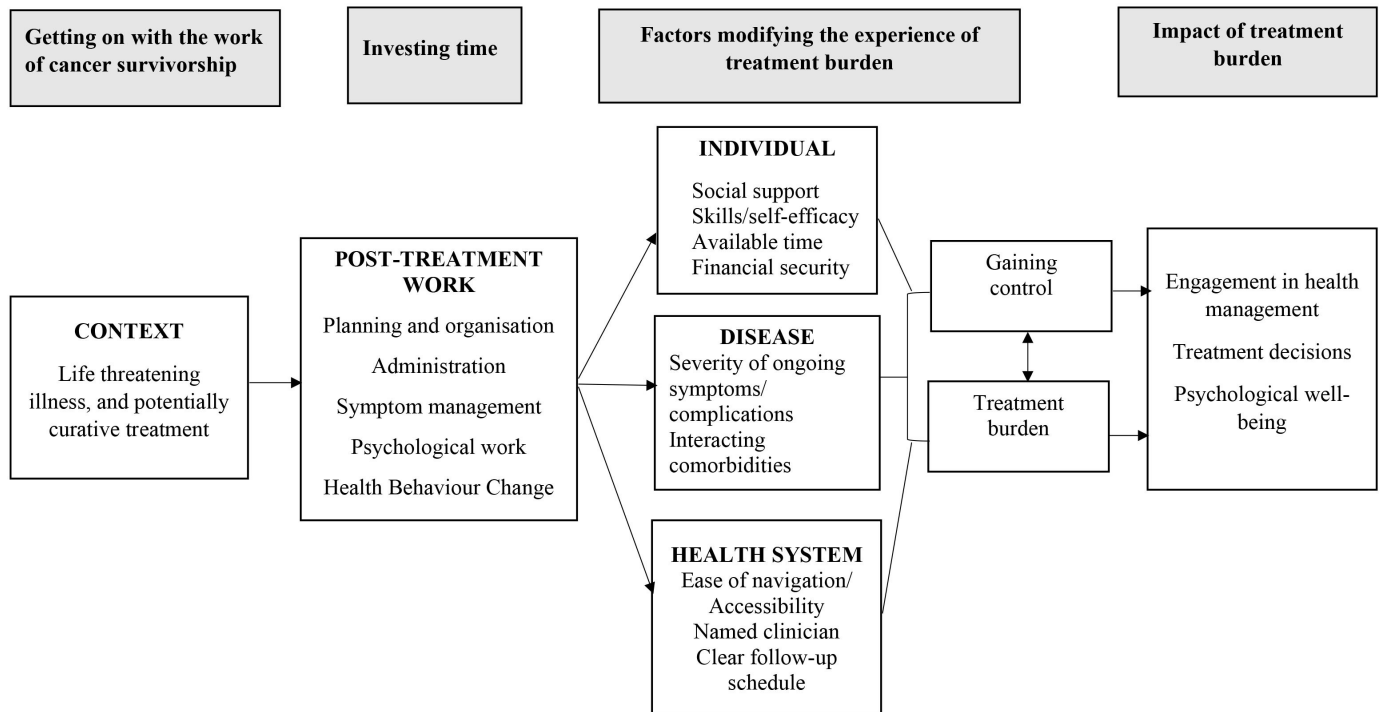 Getting on with the work
of cancer survivorship
Investing time
Factors modifying the experience of
treatment burden
Impact of treatment
burden
CONTEXT
Life threatening
illness, and potentially
curative treatment
POST-TREATMENT
WORK
Planning and organisation
Administration
Symptom management
Psychological work
Health Behaviour Change
INDIVIDUAL
Social support
Skills/self-efficacy
Available time
Financial security
DISEASE
Severity of ongoing
symptoms/
complications
Interacting
comorbidities
HEALTH SYSTEM
Ease of navigation/
Accessibility
Named clinician
Clear follow-up
schedule
Gaining
control
Treatment
burden
Engagement in health
management
Treatment decisions
Psychological well-
being